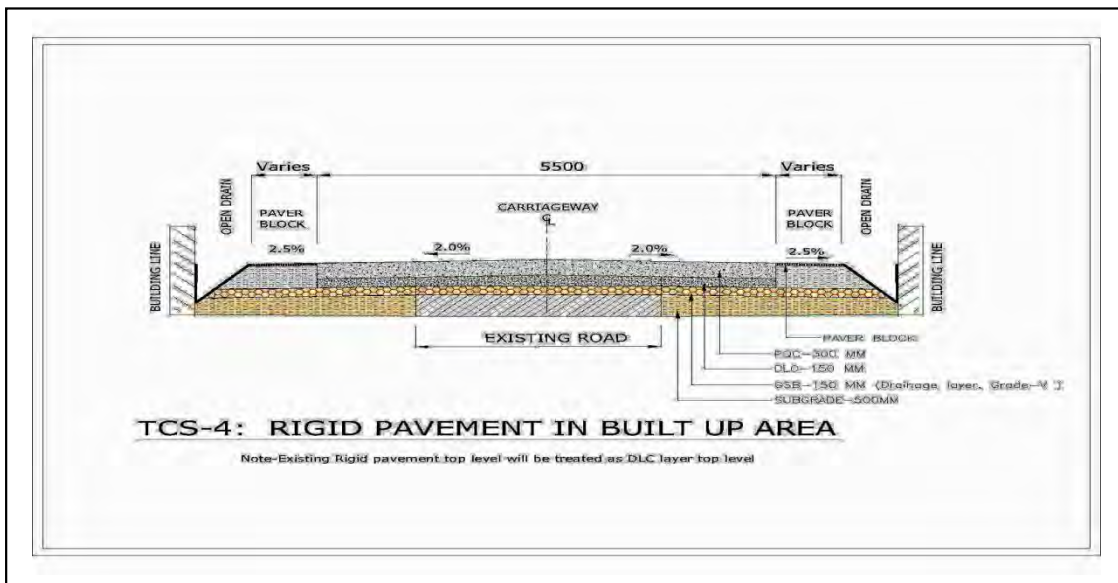 Varies
5500
Varies
OPEN DRAIN
PAVER
BLOCK
CARRIAGEWAY
PAVER
BLOCK
OPEN DRAIN
2.5%
2.0%
2.0%
2.5%
BUILDING LINE
BUILDING LINE
EXISTING ROAD
PAVER BLOCK
PQC-300 MM
DLC-150 MM
GSB-150 MM (Drainage layer, Grade-V )
SUBGRADE-500MM
TCS-4: RIGID PAVEMENT IN BUILT UP AREA
Note-Existing Rigid pavement top level will be treated as DLC layer top level